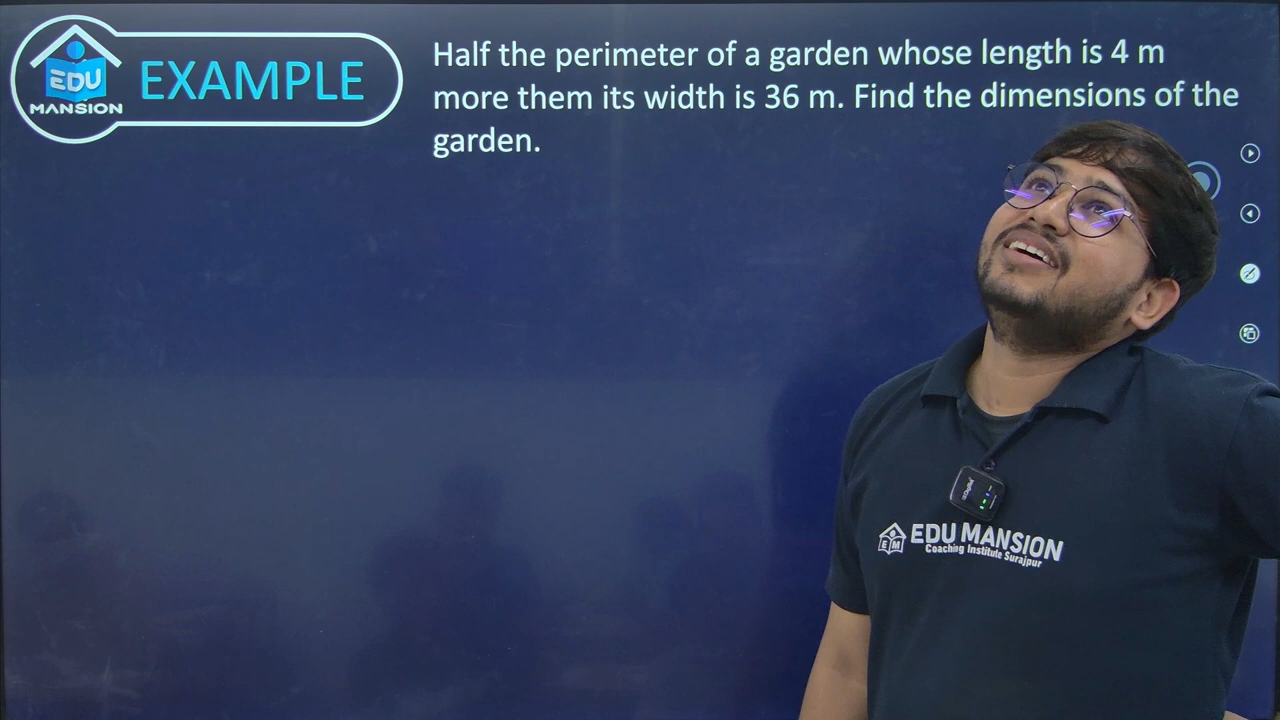 EDU
MANSION
EXAMPLE
Half the perimeter of a garden whose length is 4 m
more them its width is 36 m. Find the dimensions of the
garden.
EDU MANSION
Coaching Institute Surajpur
E M